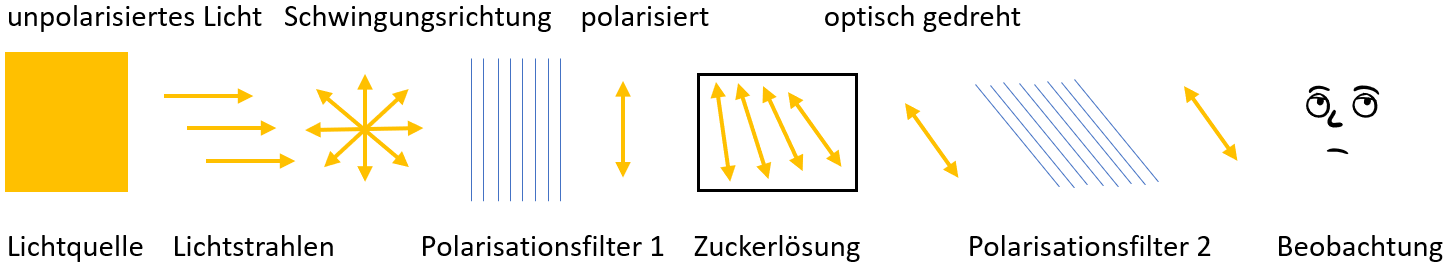 unpolarisiertes Licht Schwingungsrichtung polarisiert optisch gedreht
Lichtquelle Lichtstrahlen Polarisationsfilter 1 Zuckerlösung Polarisationsfilter 2 Beobachtung